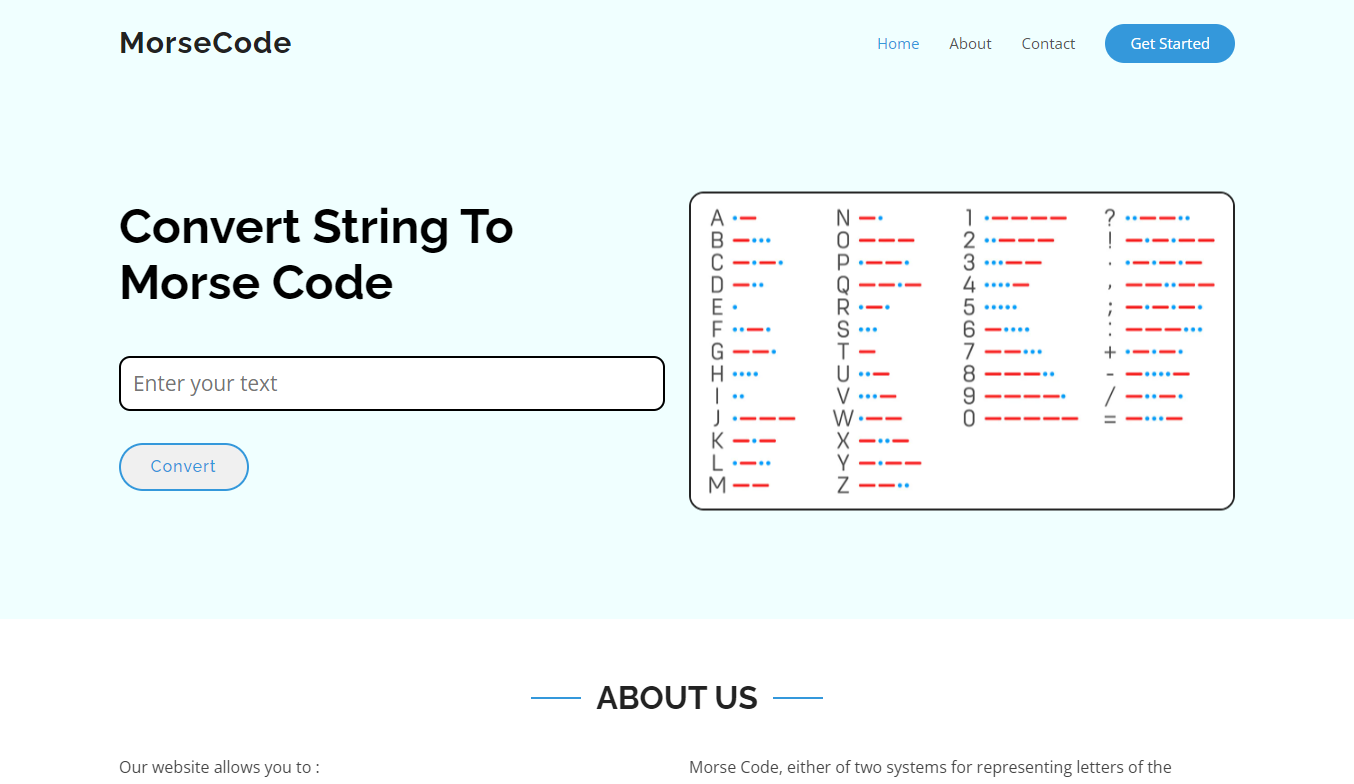 MorseCode
Home About Contact Get Started
Convert String To
Morse Code
Enter your text
Convert
A N 1 ?
B O 2 !
C P 3 .
D Q 4 ,
E R 5 ;
F S 6 :
G T 7 +
H U 8 -
I V 9 /
J W 0 =
K X
L Y
M Z
ABOUT US
Our website allows you to :
Morse Code, either of two systems for representing letters of the